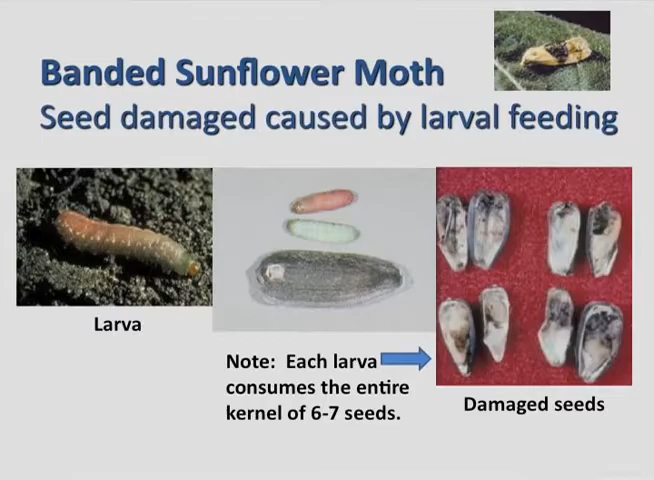 Banded Sunflower Moth
Seed damaged caused by larval feeding
Larva
Note: Each larva
consumes the entire
kernel of 6-7 seeds.
Damaged seeds